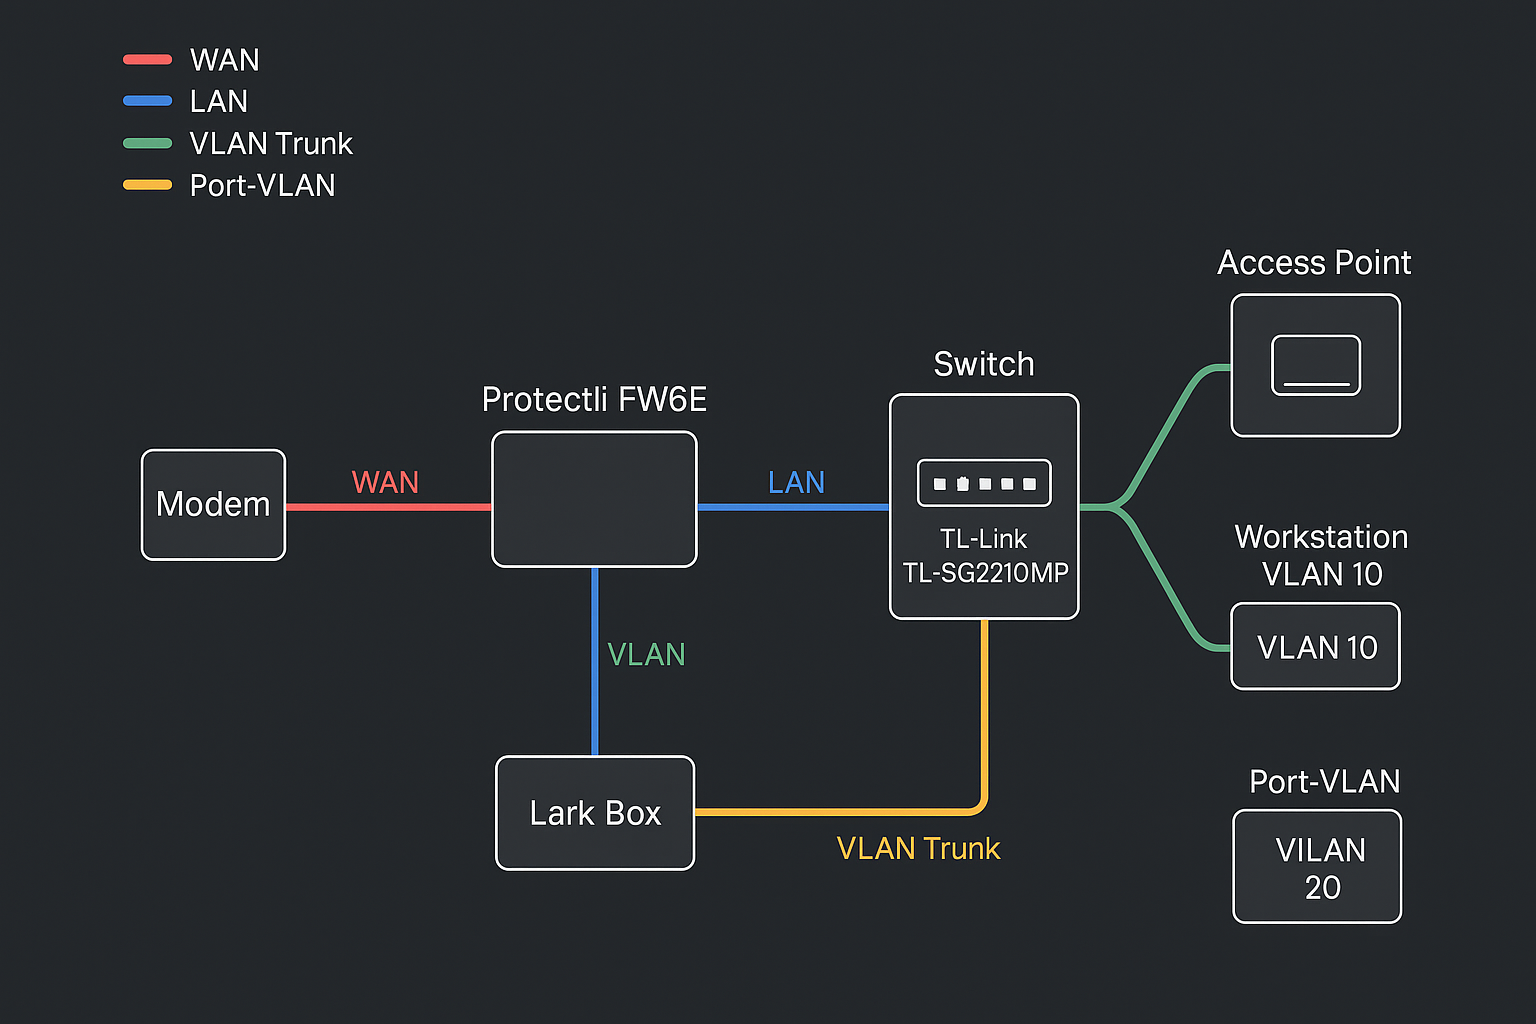 WAN
LAN
VLAN Trunk
Port-VLAN
Access Point
Switch
Protectli FW6E
Modem
WAN
LAN
TL-Link
TL-SG2210MP
Workstation
VLAN 10
VLAN 10
VLAN
Lark Box
VLAN Trunk
Port-VLAN
VILAN
20